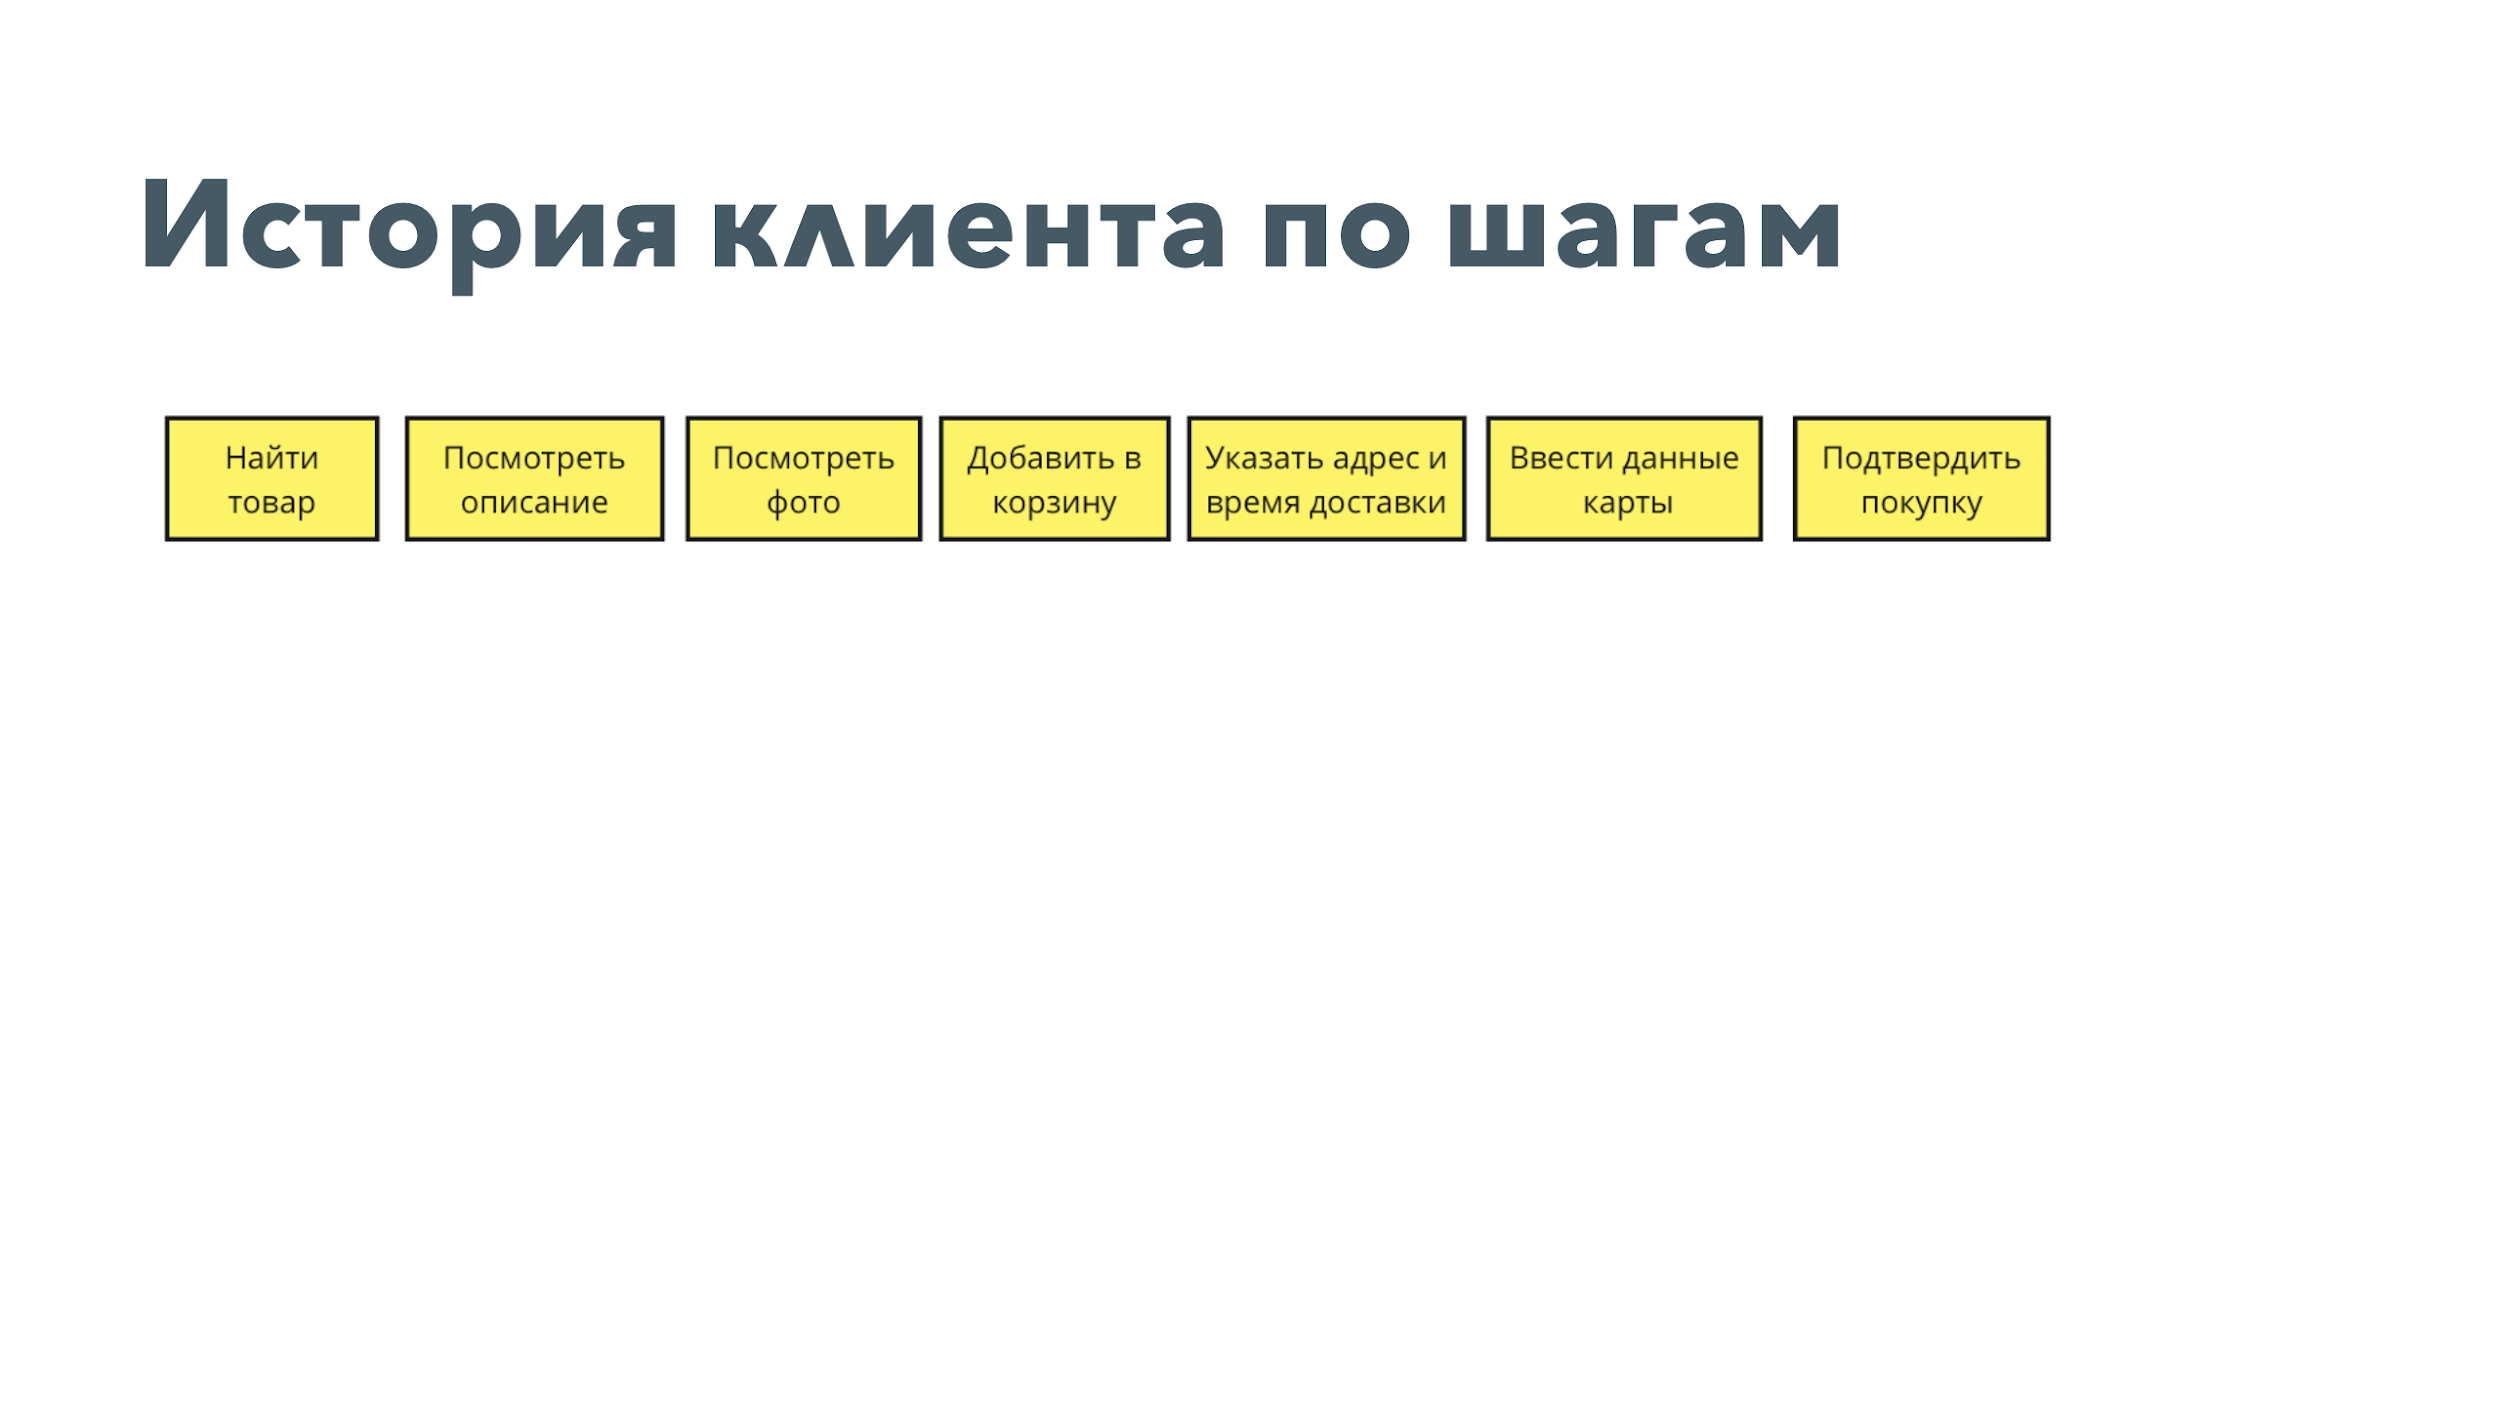 История клиента по шагам
Найти
товар
Посмотреть
описание
Посмотреть
фото
Добавить в
корзину
Указать адрес и
время доставки
Ввести данные
карты
Подтвердить
покупку